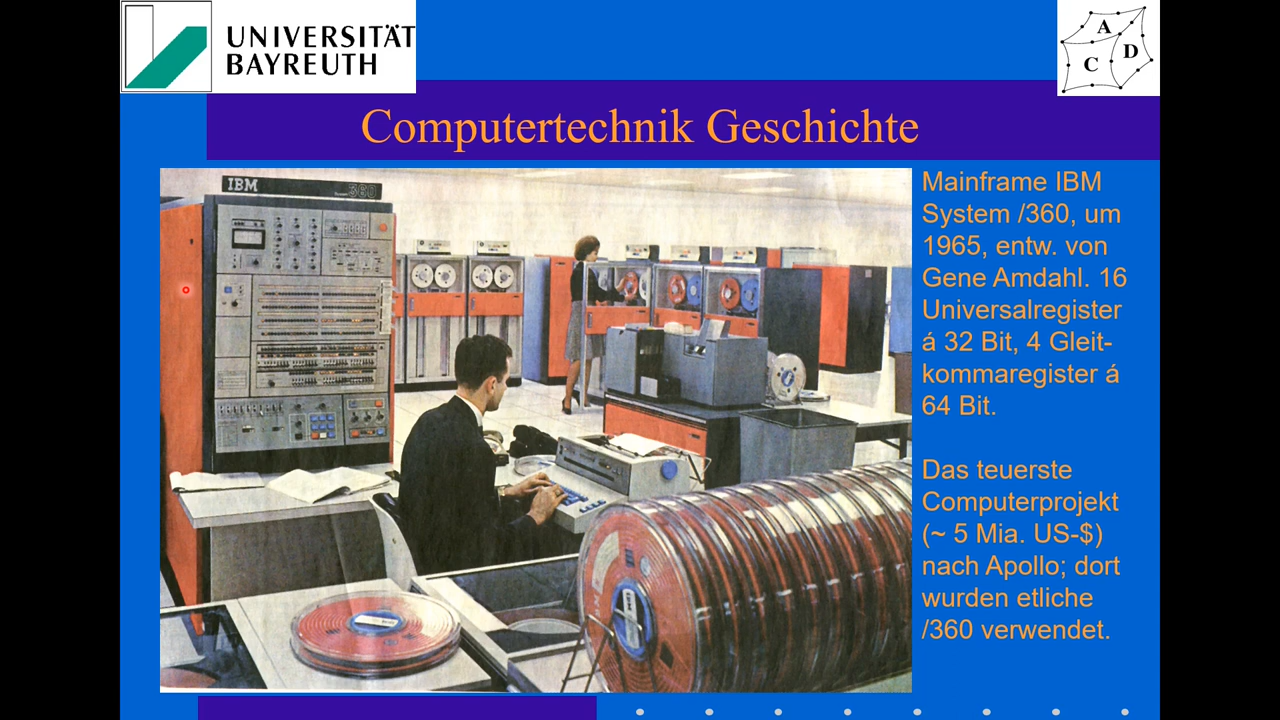 UNIVERSITÄT
BAYREUTH
A
D
C
Computertechnik Geschichte
IBM
System 360
Mainframe IBM
System /360, um
1965, entw. von
Gene Amdahl. 16
Universalregister
á 32 Bit, 4 Gleit-
kommaregister á
64 Bit.
Das teuerste
Computerprojekt
(~ 5 Mia. US-$)
nach Apollo; dort
wurden etliche
/360 verwendet.